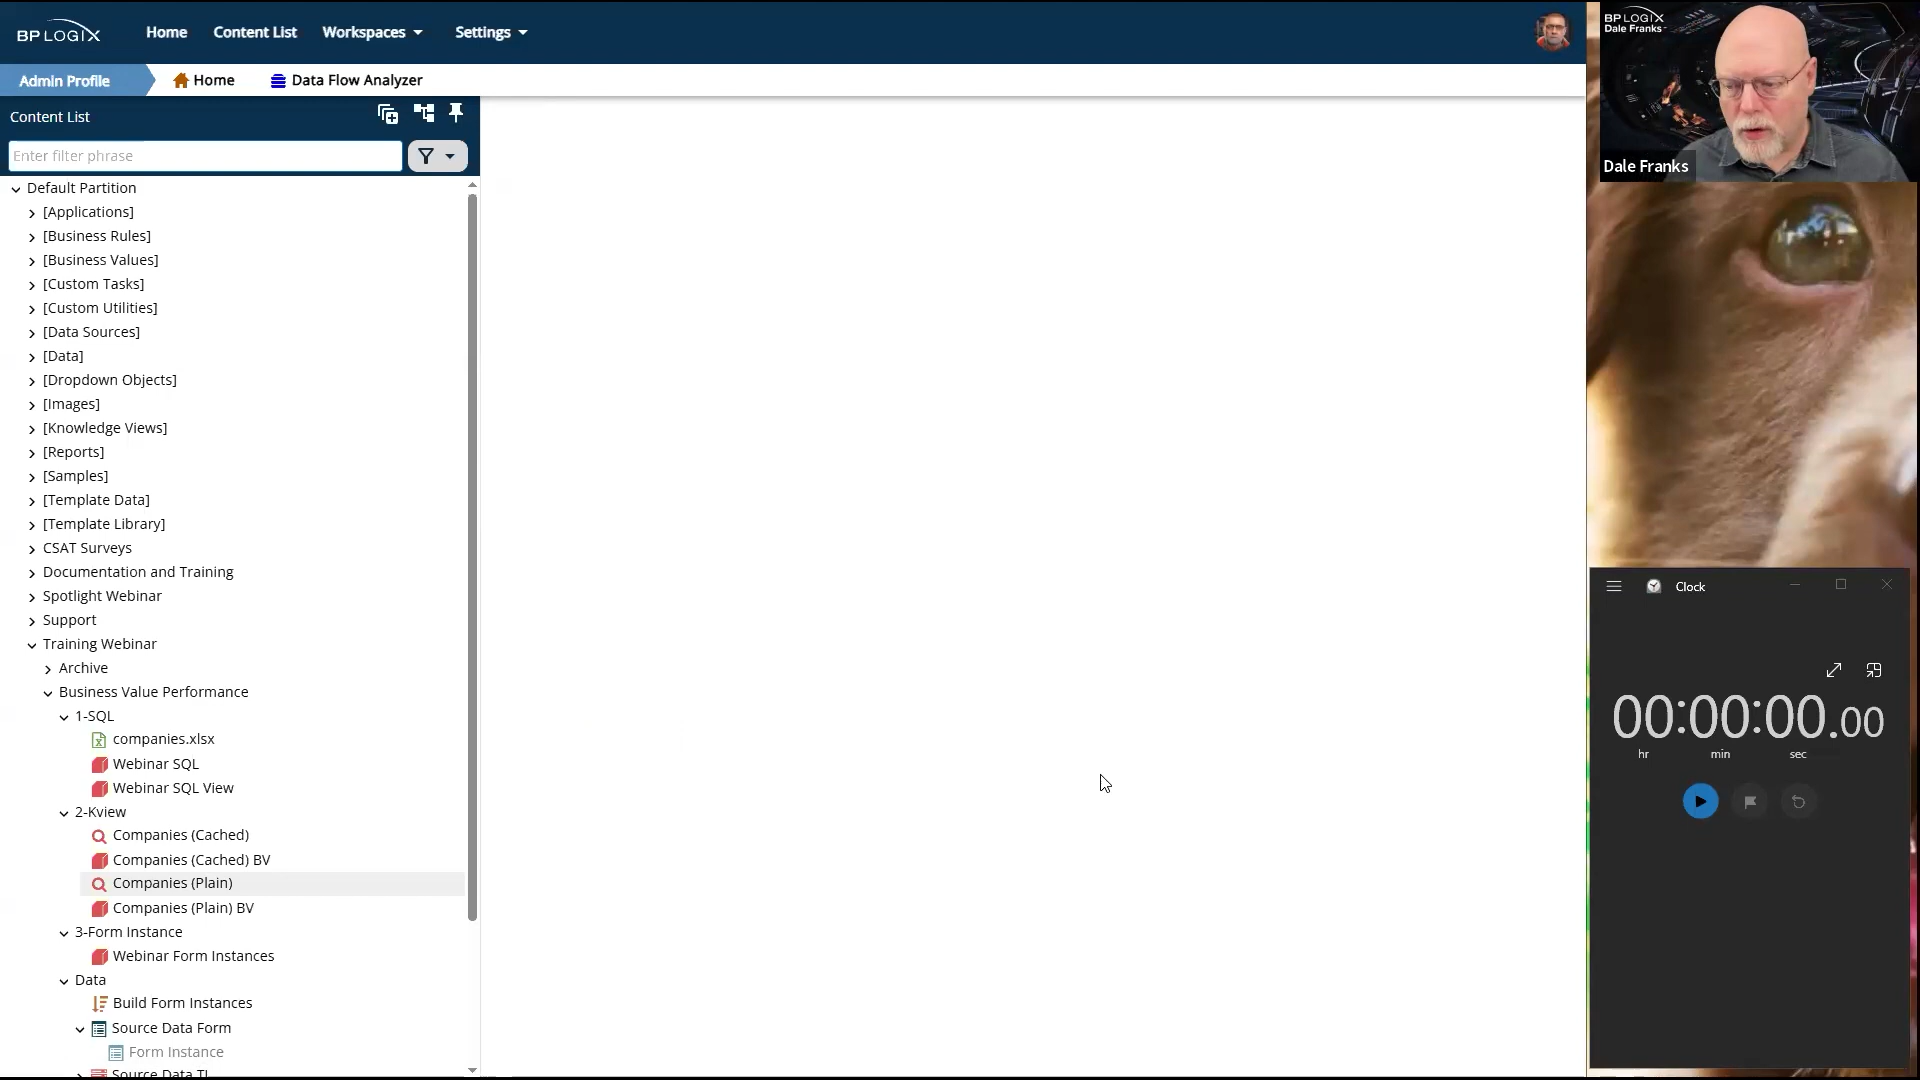 BP LOGIX
Home
Content List
Workspaces
Settings
Admin Profile
Home
Data Flow Analyzer
Content List
Enter filter phrase
Default Partition
[Applications]
[Business Rules]
[Business Values]
[Custom Tasks]
[Custom Utilities]
[Data Sources]
[Data]
[Dropdown Objects]
[Images]
[Knowledge Views]
[Reports]
[Samples]
[Template Data]
[Template Library]
CSAT Surveys
Documentation and Training
Spotlight Webinar
Support
Training Webinar
Archive
Business Value Performance
1-SQL
companies.xlsx
Webinar SQL
Webinar SQL View
2-Kview
Companies (Cached)
Companies (Cached) BV
Companies (Plain)
Companies (Plain) BV
3-Form Instance
Webinar Form Instances
Data
Build Form Instances
Source Data Form
Form Instance
Source Data TL
BP LOGIX
Dale Franks
Dale Franks
Clock
00:00:00.00
hr min sec